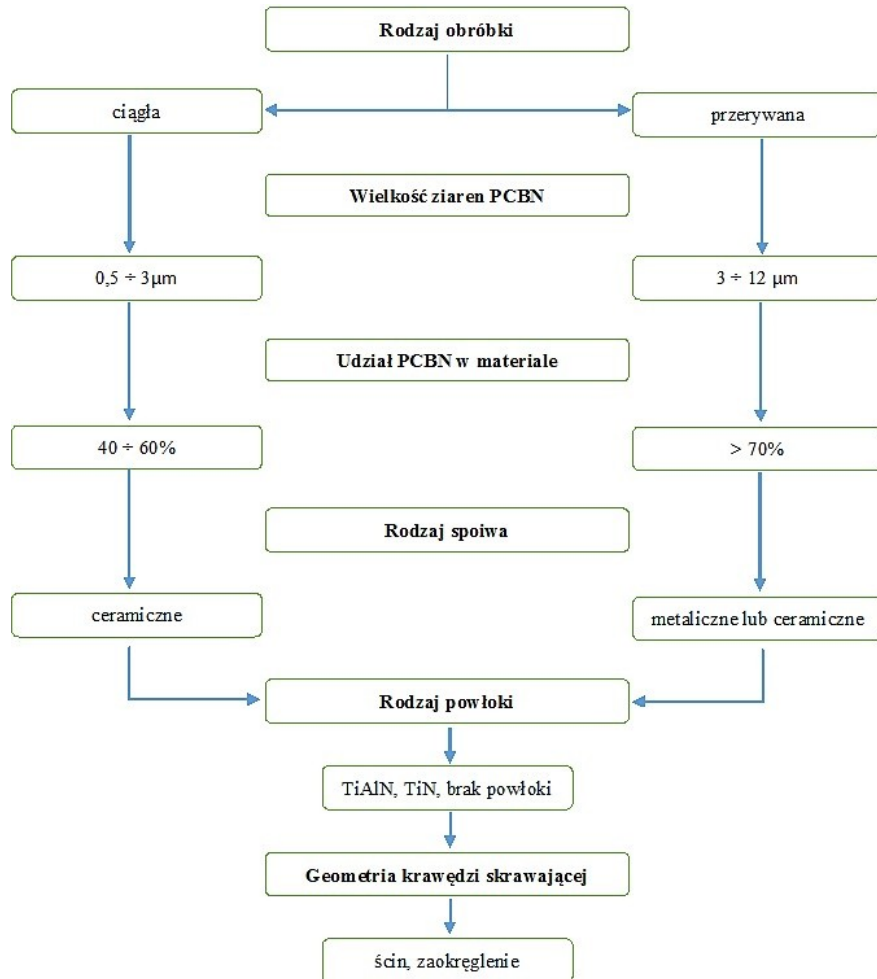 Rodzaj obróbki
ciągła
przerywana
Wielkość ziaren PCBN
0,5 ÷ 3μm
3 ÷ 12 μm
Udział PCBN w materiale
40 ÷ 60%
> 70%
Rodzaj spoiwa
ceramiczne
metaliczne lub ceramiczne
Rodzaj powłoki
TiAlN, TiN, brak powłoki
Geometria krawędzi skrawającej
ścin, zaokręglenie